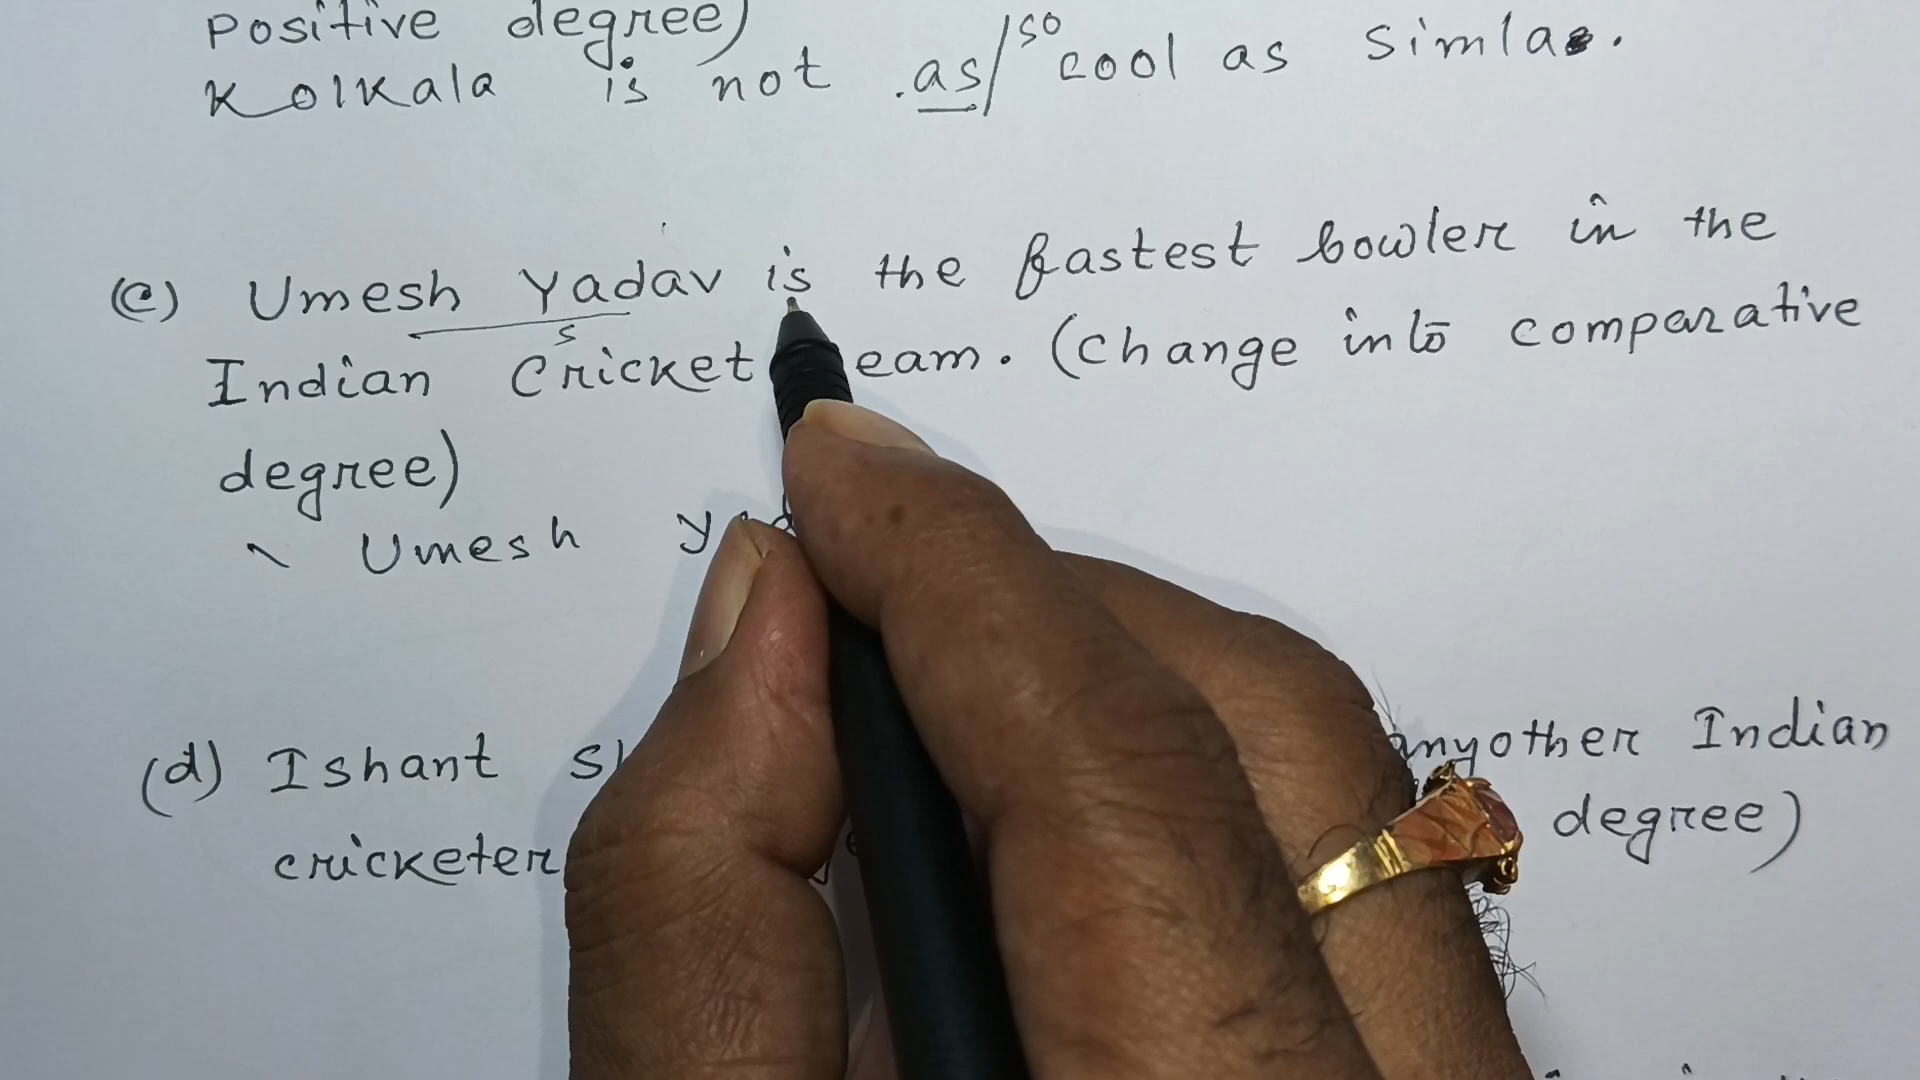 positive degree)
Kolkala is not as/so cool as Simla.
(c) Umesh Yadav is the fastest bowler in the
s
Indian Cricket eam. (Change into comparative
degree)
Umesh
(d) Ishant anyother Indian
cricketer degree)